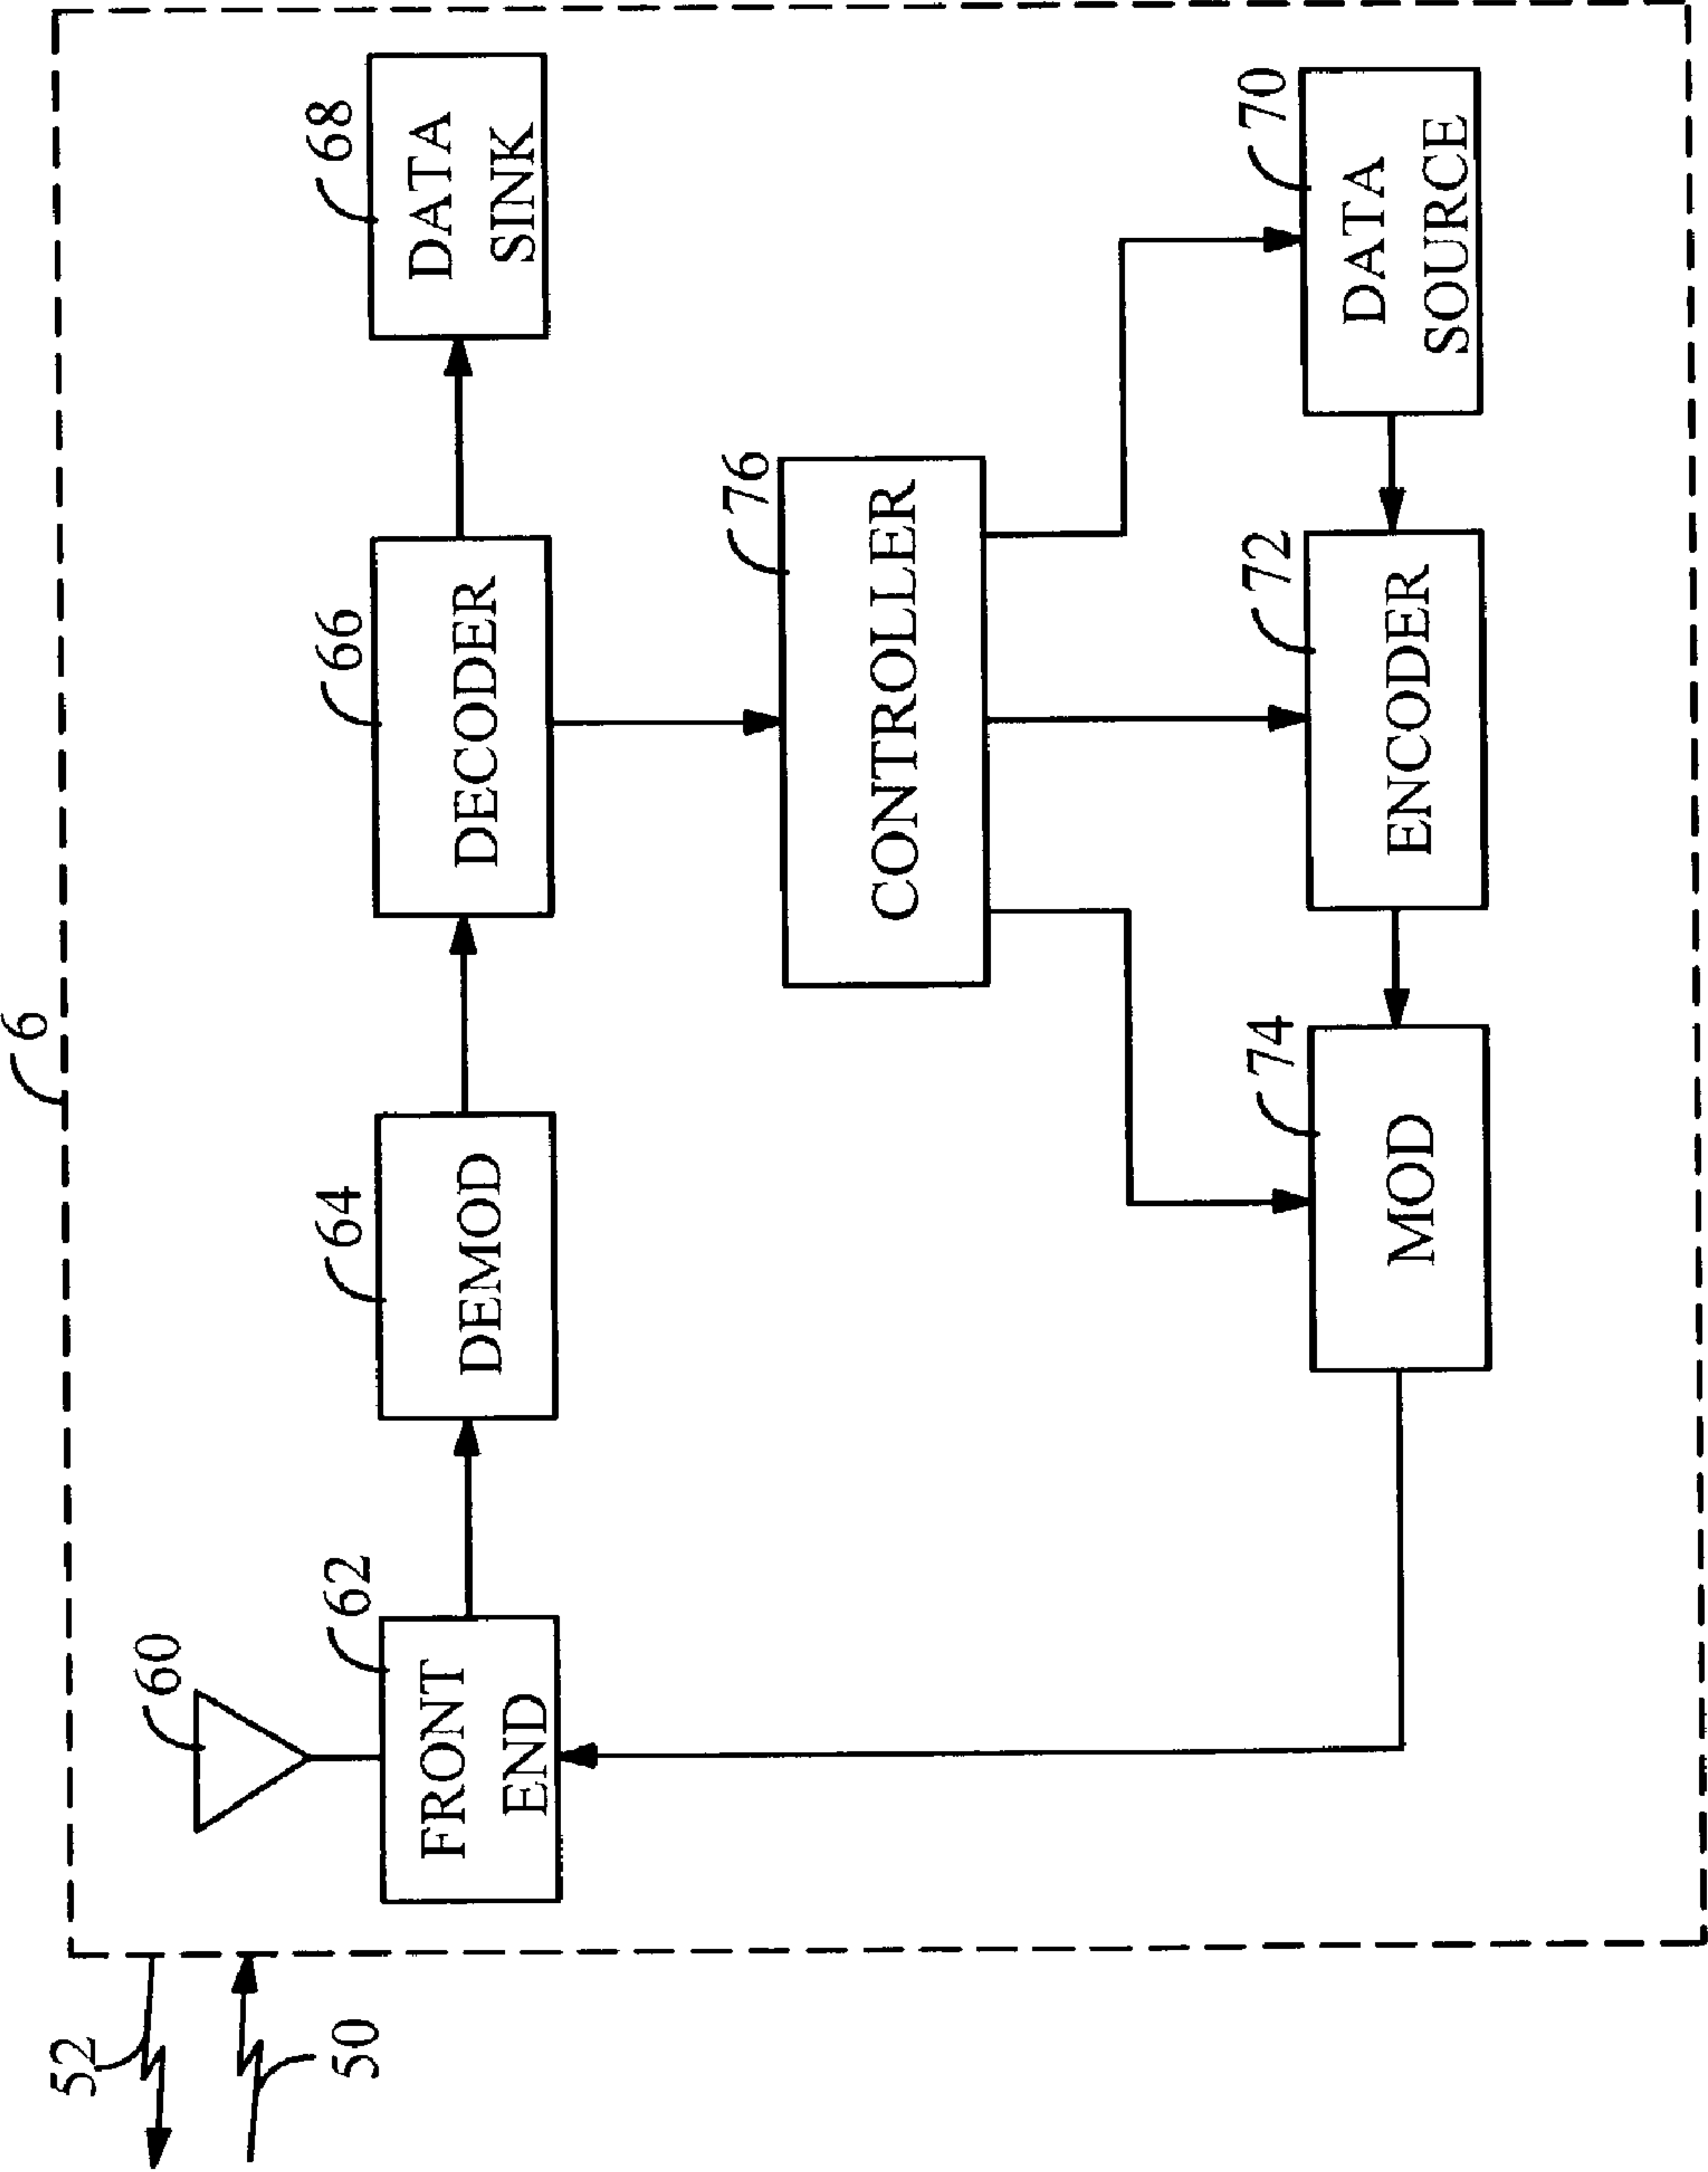 6
52
50
60
62
FRONT
END
64
DEMOD
66
DECODER
68
DATA
SINK
76
CONTROLLER
74
MOD
72
ENCODER
70
DATA
SOURCE